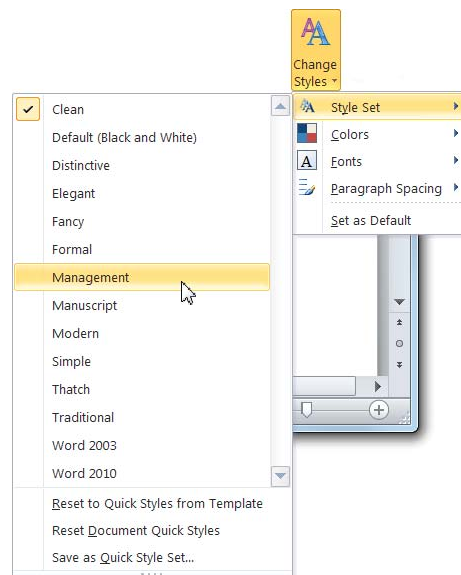 Change
Styles
Style Set
Colors
A Fonts
Paragraph Spacing
Set as Default
Clean
Default (Black and White)
Distinctive
Elegant
Fancy
Formal
Management
Manuscript
Modern
Simple
Thatch
Traditional
Word 2003
Word 2010
Reset to Quick Styles from Template
Reset Document Quick Styles
Save as Quick Style Set...